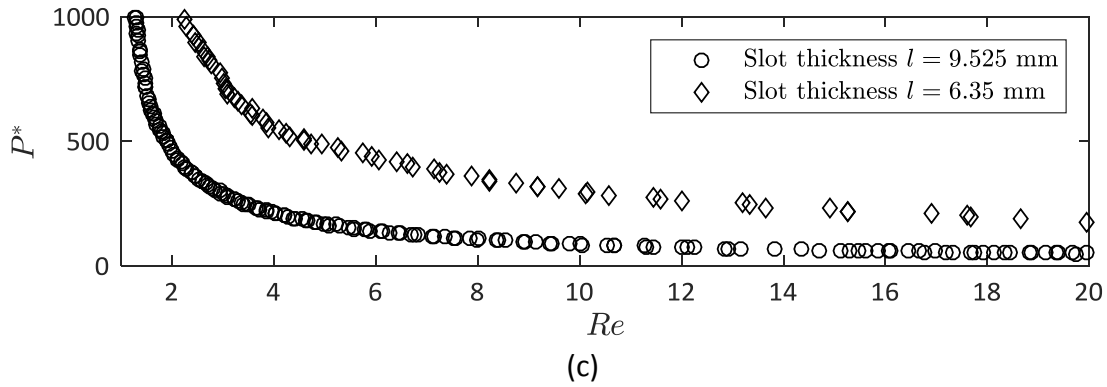 1000
500
0
P*
2 4 6 8 10 12 14 16 18 20
Re
Slot thickness l = 9.525 mm
Slot thickness l = 6.35 mm
(c)